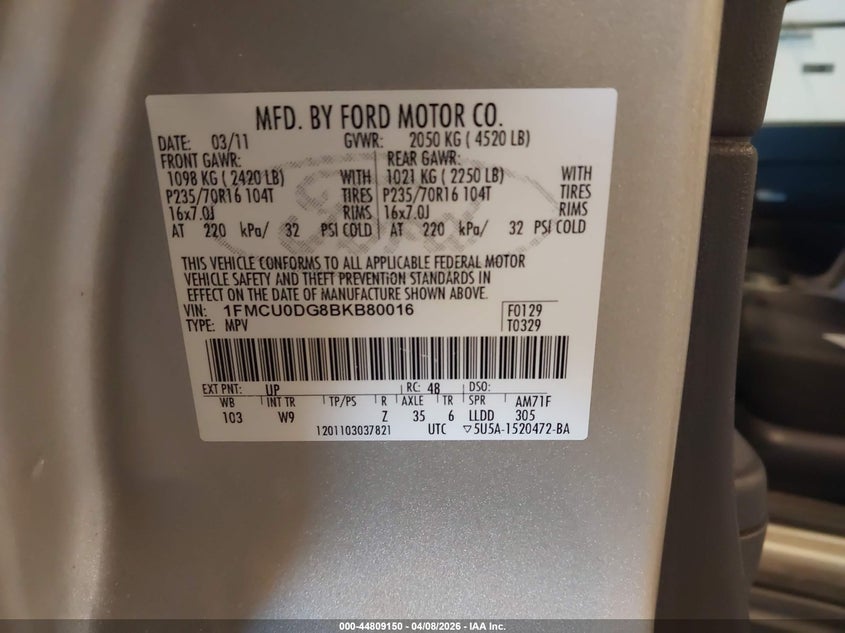 MFD. BY FORD MOTOR CO.
DATE: 03/11 GVWR: 2050 KG ( 4520 LB)
FRONT GAWR: REAR GAWR:
1098 KG ( 2420 LB) WITH 1021 KG ( 2250 LB) WITH
P235/70R16 104T TIRES P235/70R16 104T TIRES
16x7.0J RIMS 16x7.0J RIMS
AT 220 kPa/ 32 PSI COLD AT 220 kPa/ 32 PSI COLD
Ford
THIS VEHICLE CONFORMS TO ALL APPLICABLE FEDERAL MOTOR
VEHICLE SAFETY AND THEFT PREVENTION STANDARDS IN
EFFECT ON THE DATE OF MANUFACTURE SHOWN ABOVE.
VIN: 1FMCU0DG8BKB80016 F0129
TYPE: MPV T0329
EXT PNT: UP RC: 48 DSO:
WB INT TR TP/PS R AXLE TR SPR AM71F
103 W9 Z 35 6 LLDD 305
1201103037821 UTC ▽5U5A-1520472-BA
000-44809150 - 04/08/2026 - IAA Inc.